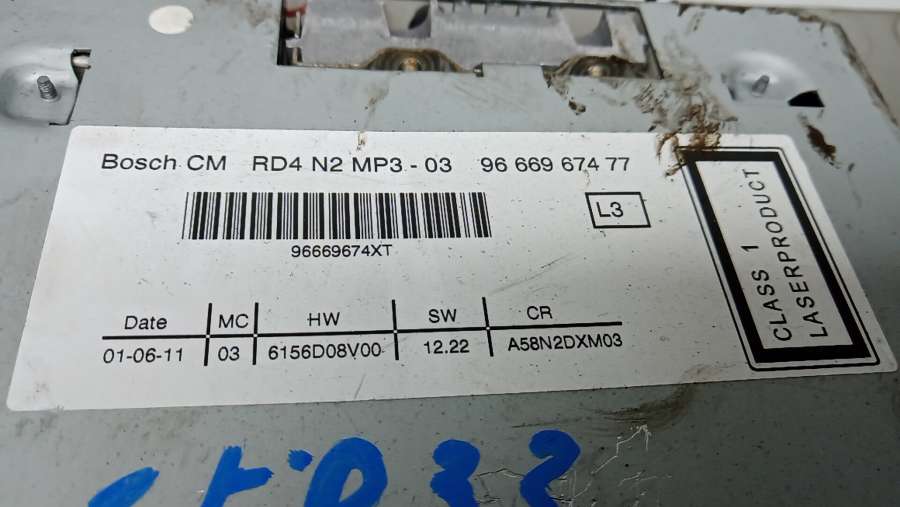 Bosch CM RD4 N2 MP3 - 03 96 669 674 77
96669674XT
L3
CLASS 1
LASERPRODUCT
Date MC HW SW CR
01-06-11 03 6156D08V00 12.22 A58N2DXM03